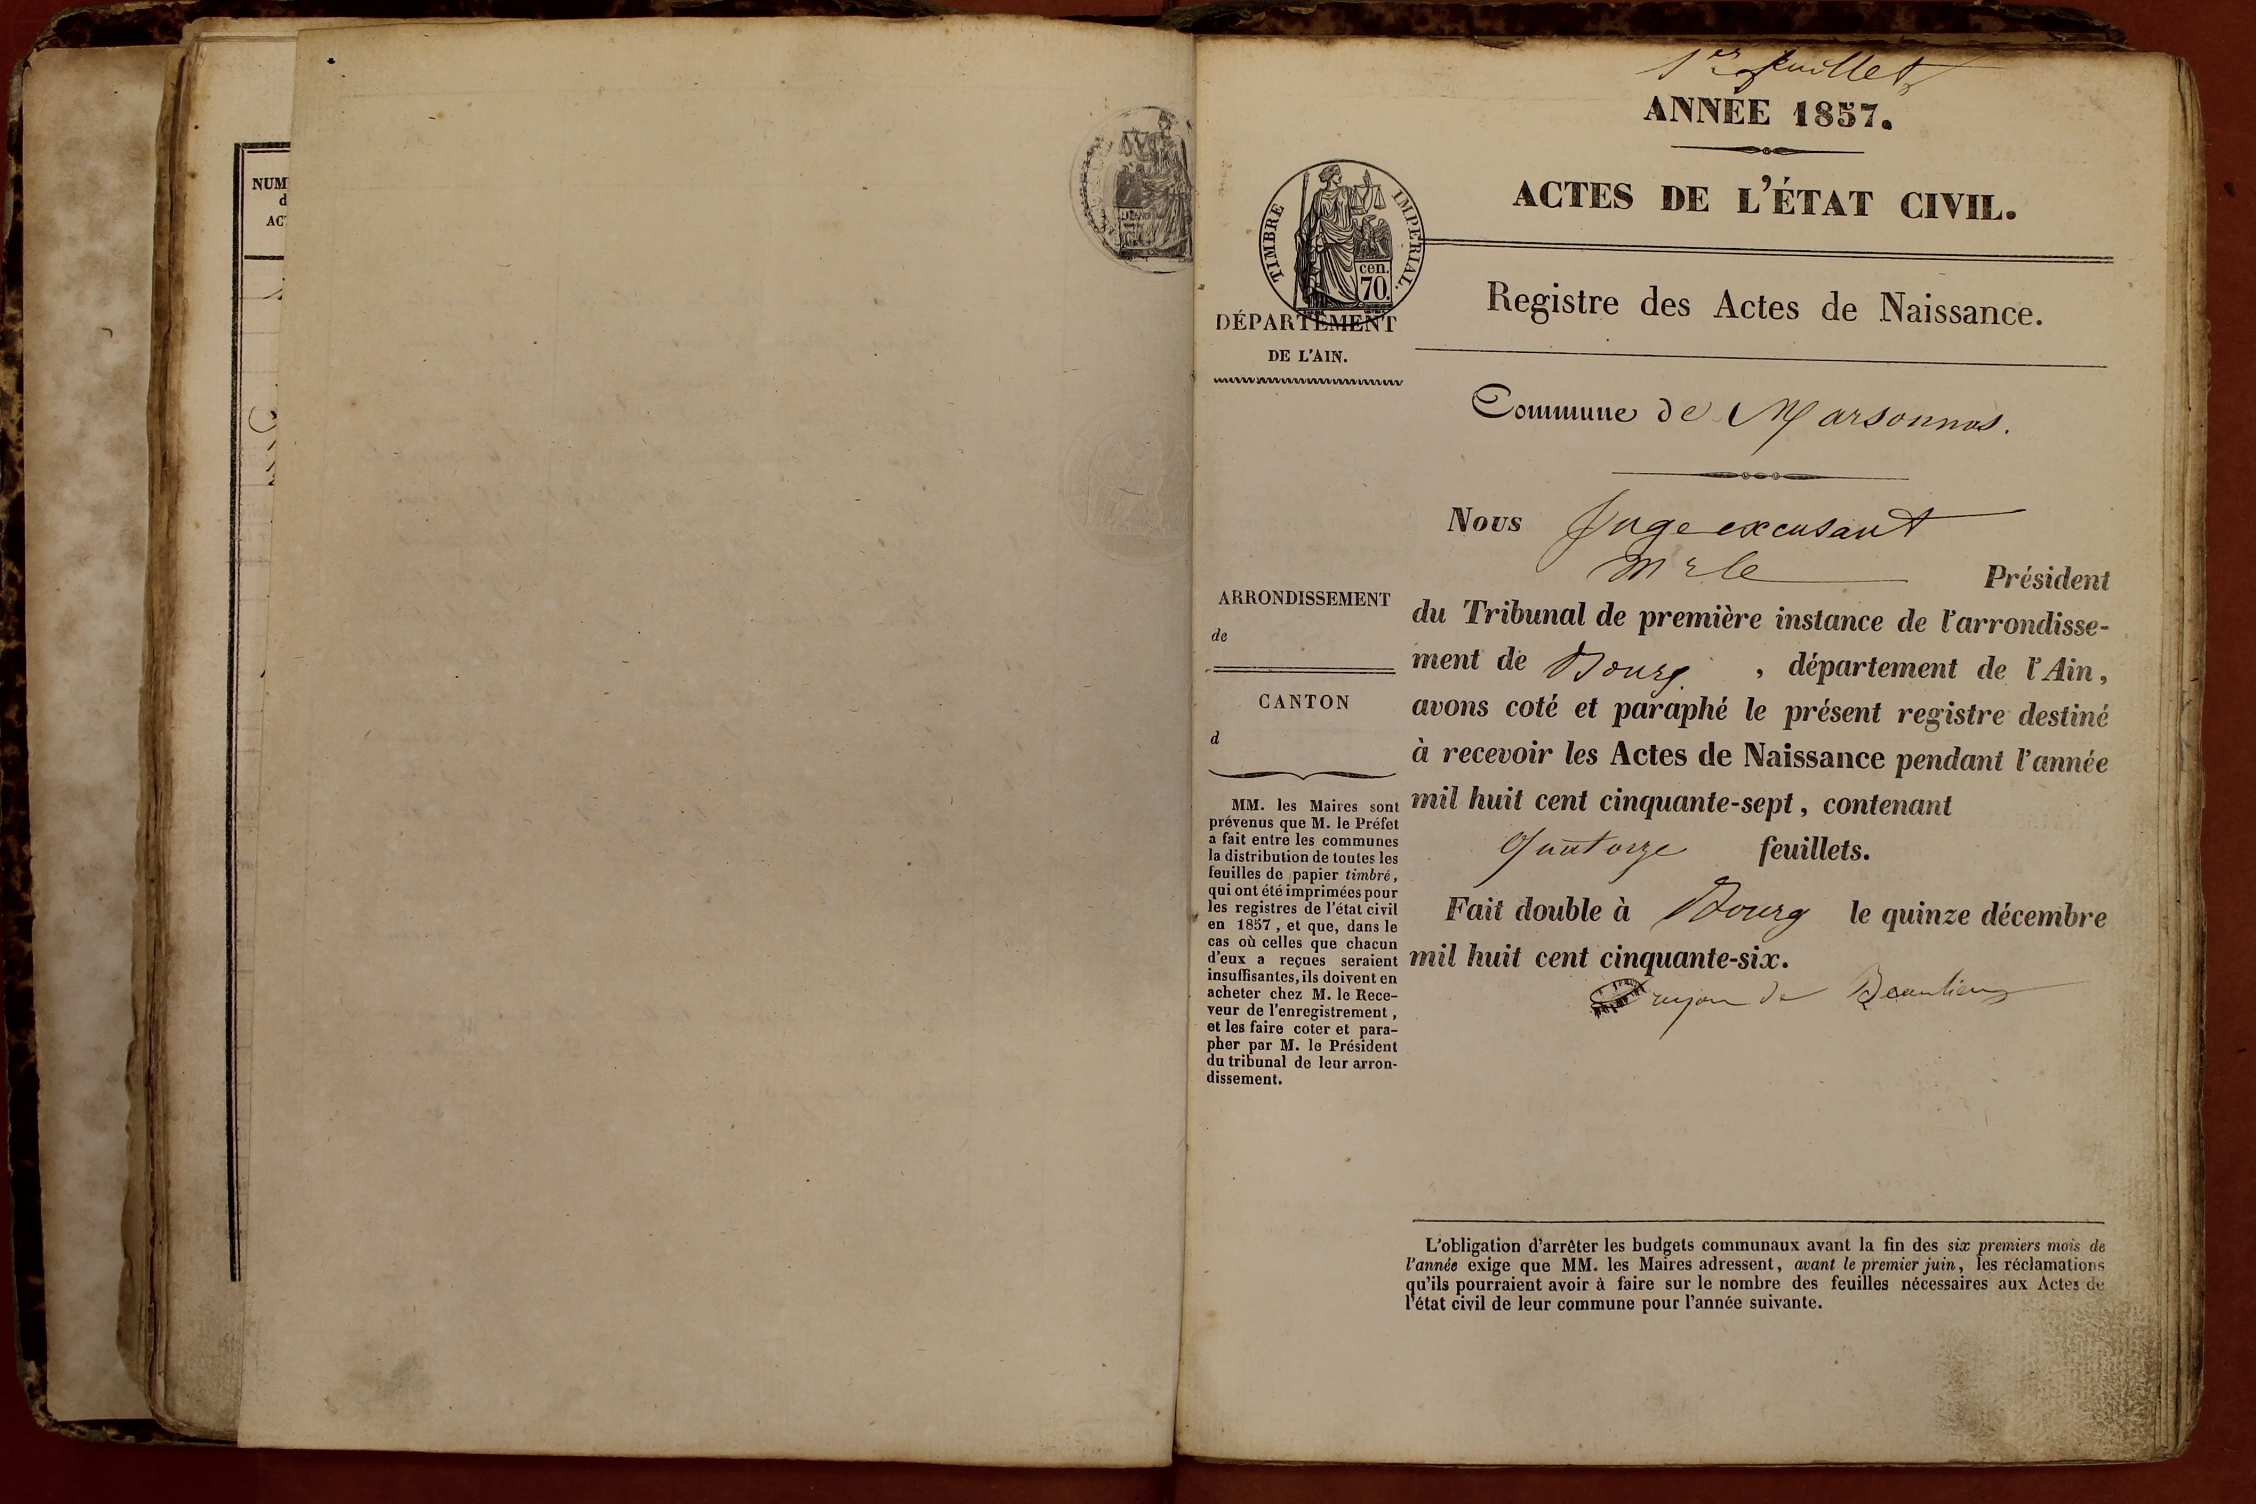 NUM
d
AC
1er feuillet
ANNÉE 1857.
ACTES DE L'ÉTAT CIVIL.
TIMBRE IMPÉRIAL.
cen.
70.
DÉPARTEMENT
DE L'AIN.
Registre des Actes de Naissance.
Commune de Marsonnas.
Nous Juge excusant
Mr le Président
du Tribunal de première instance de l'arrondisse-
ment de Bourg, département de l'Ain,
avons coté et paraphé le présent registre destiné
à recevoir les Actes de Naissance pendant l'année
mil huit cent cinquante-sept, contenant
Quatorze feuillets.
Fait double à Bourg le quinze décembre
mil huit cent cinquante-six.
de Beaulieu
ARRONDISSEMENT
de
CANTON
d
MM. les Maires sont
prévenus que M. le Préfet
a fait entre les communes
la distribution de toutes les
feuilles de papier timbré,
qui ont été imprimées pour
les registres de l'état civil
en 1857, et que, dans le
cas où celles que chacun
d'eux a reçues seraient
insuffisantes, ils doivent en
acheter chez M. le Rece-
veur de l'enregistrement,
et les faire coter et para-
pher par M. le Président
du tribunal de leur arron-
dissement.
L'obligation d'arrêter les budgets communaux avant la fin des six premiers mois de
l'année exige que MM. les Maires adressent, avant le premier juin, les réclamations
qu'ils pourraient avoir à faire sur le nombre des feuilles nécessaires aux Actes de
l'état civil de leur commune pour l'année suivante.